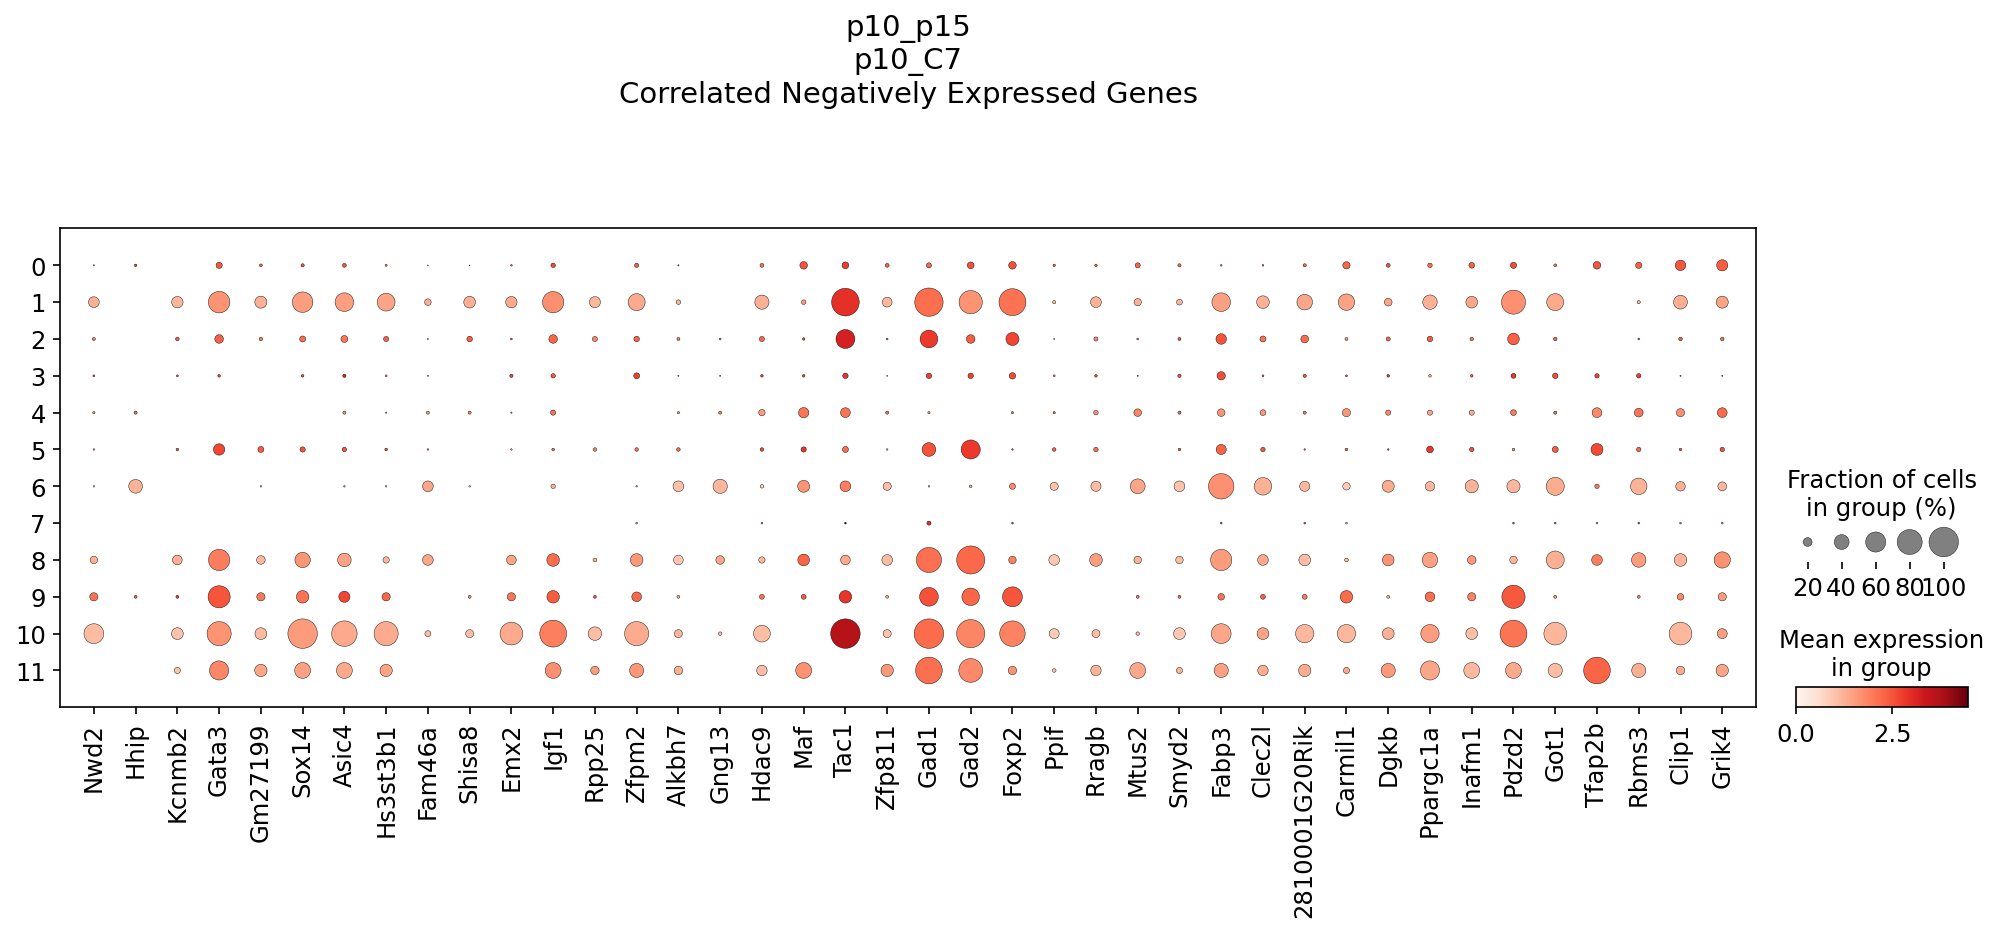 p10_p15
p10_C7
Correlated Negatively Expressed Genes
0
1
2
3
4
5
6
7
8
9
10
11
Nwd2
Hhip
Kcnmb2
Gata3
Gm27199
Sox14
Asic4
Hs3st3b1
Fam46a
Shisa8
Emx2
Igf1
Rpp25
Zfpm2
Alkbh7
Gng13
Hdac9
Maf
Tac1
Zfp811
Gad1
Gad2
Foxp2
Ppif
Rragb
Mtus2
Smyd2
Fabp3
Clec2l
2810001G20Rik
Carmil1
Dgkb
Ppargc1a
Inafm1
Pdzd2
Got1
Tfap2b
Rbms3
Clip1
Grik4
Fraction of cells
in group (%)
20 40 60 80 100
Mean expression
in group
0.0 2.5